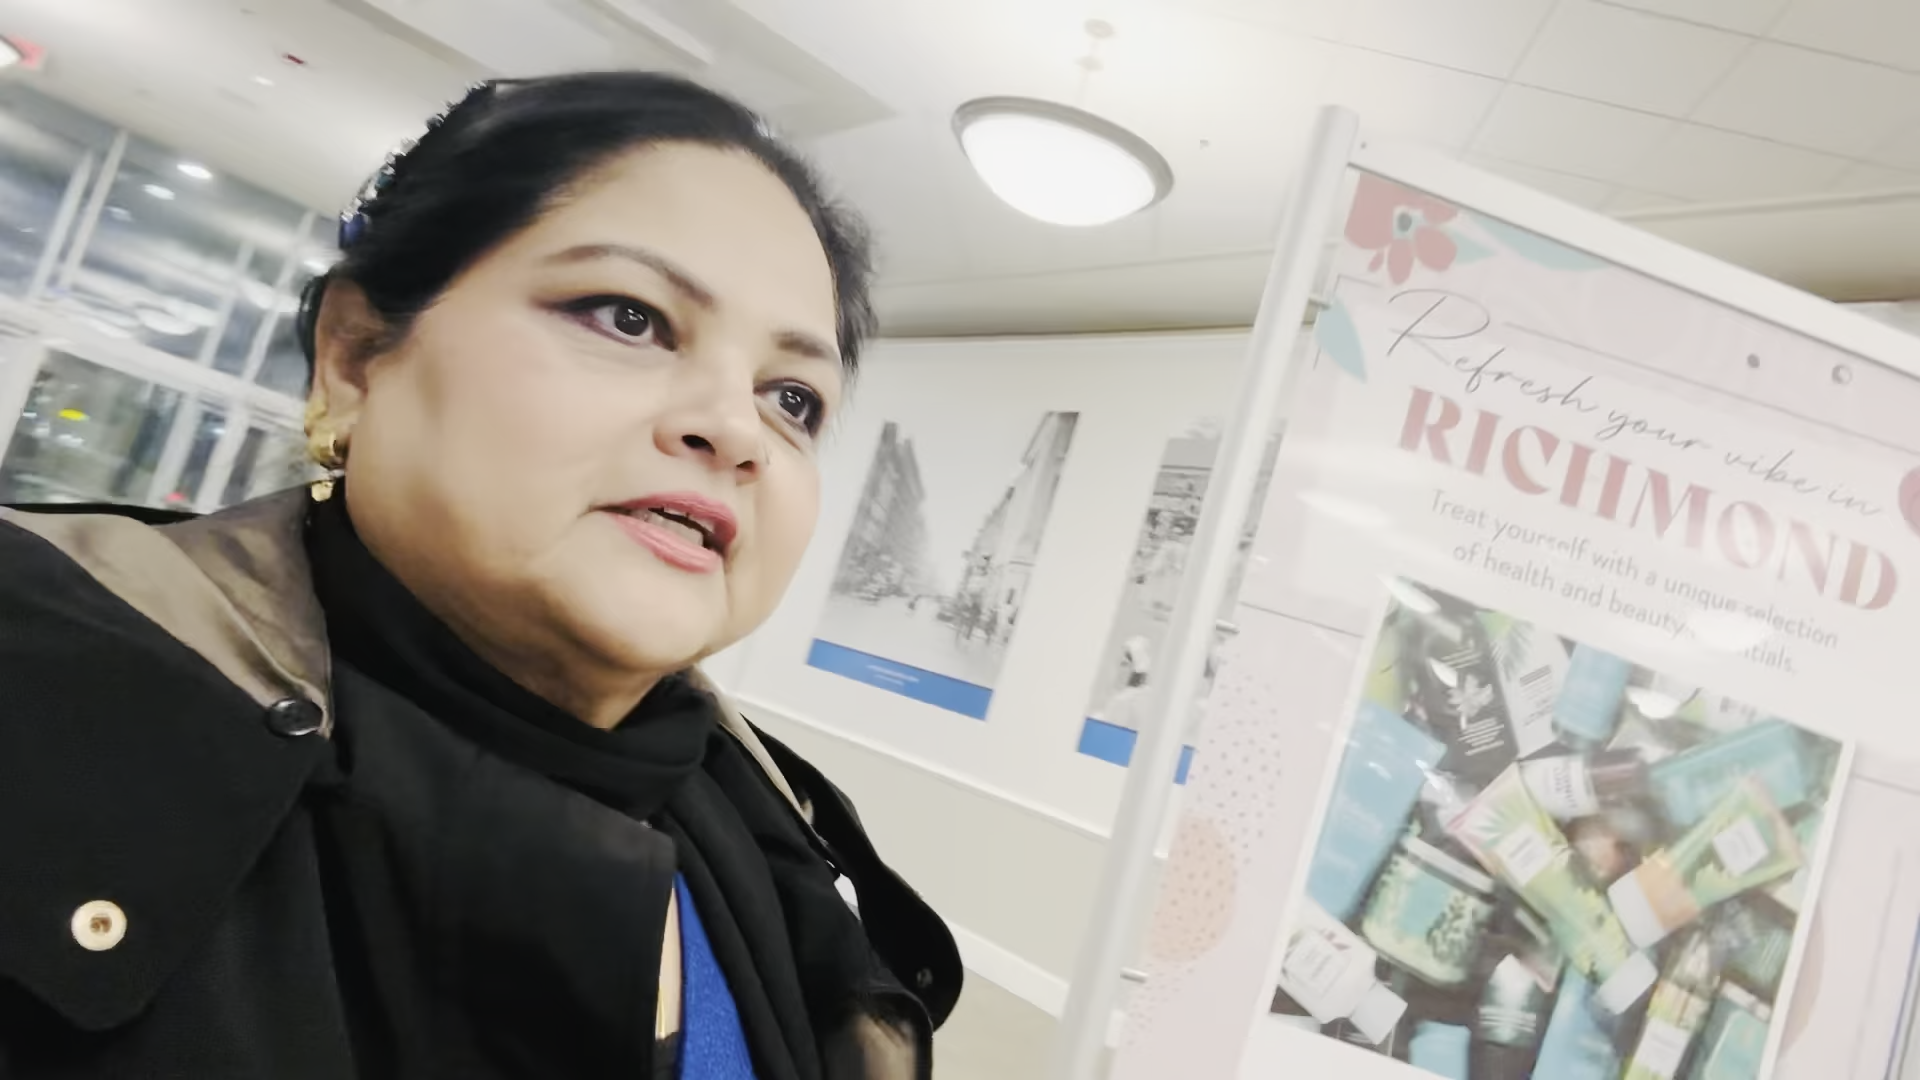 Refresh your vibe in
RICHMOND
Treat yourself with a unique selection
of health and beauty